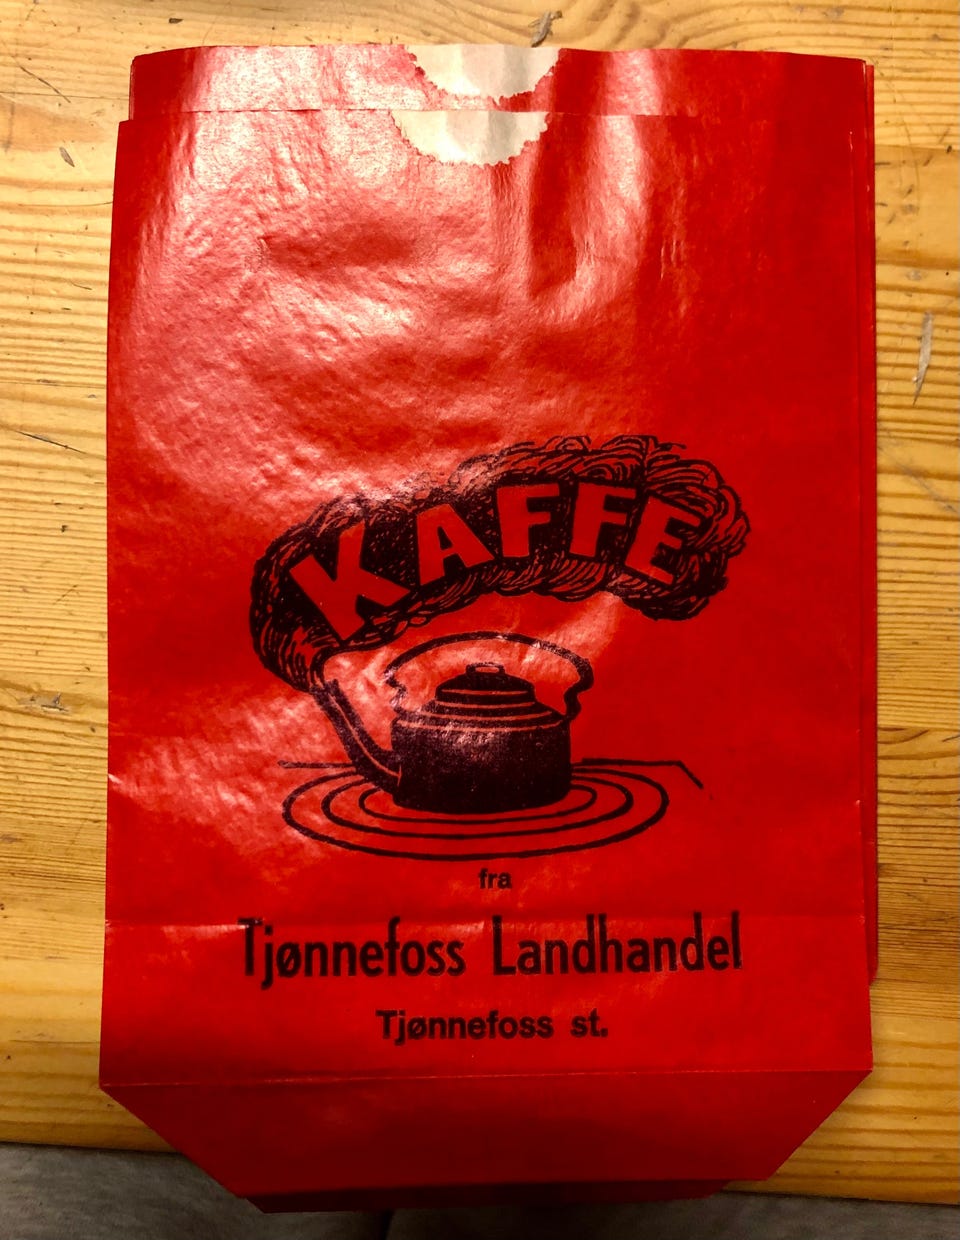 KAFFE
fra
Tjønnefoss Landhandel
Tjønnefoss st.